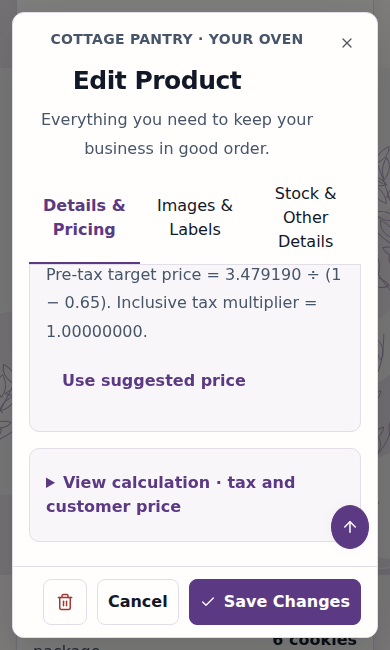 COTTAGE PANTRY · YOUR OVEN
×
Edit Product
Everything you need to keep your
business in good order.
Details &
Pricing
Images &
Labels
Stock &
Other
Details
Pre-tax target price = 3.479190 ÷ (1
− 0.65). Inclusive tax multiplier =
1.00000000.
Use suggested price
▶ View calculation · tax and
customer price
Cancel
Save Changes
6 cookies
package